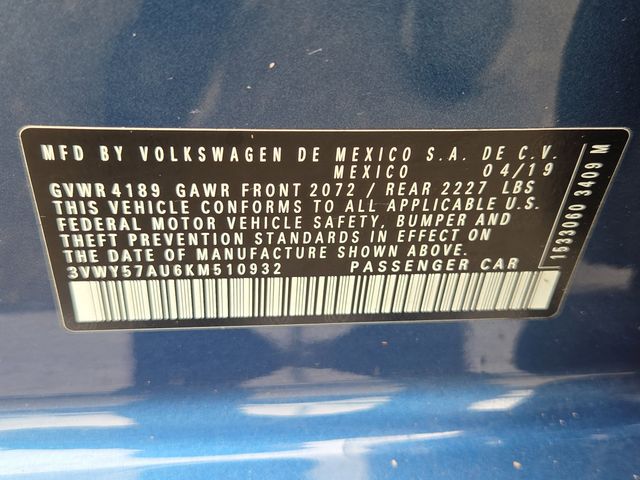 MFD BY VOLKSWAGEN DE MEXICO S.A. DE C.V.
MEXICO 04/19
GVWR 4189 GAWR FRONT 2072 / REAR 2227 LBS
THIS VEHICLE CONFORMS TO ALL APPLICABLE U.S.
FEDERAL MOTOR VEHICLE SAFETY, BUMPER AND
THEFT PREVENTION STANDARDS IN EFFECT ON
THE DATE OF MANUFACTURE SHOWN ABOVE.
3VWY57AU6KM510932 PASSENGER CAR
1633060 3409 M